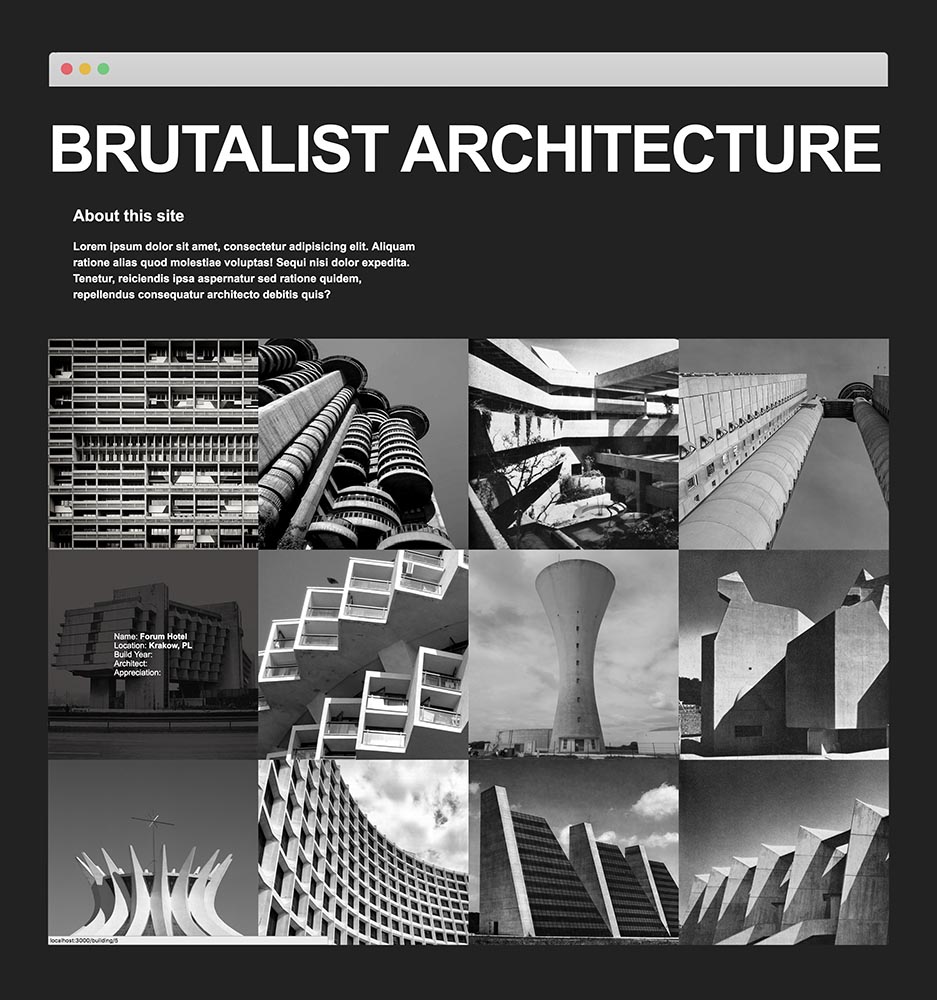 BRUTALIST ARCHITECTURE
About this site
Lorem ipsum dolor sit amet, consectetur adipisicing elit. Aliquam
ratione alias quod molestiae voluptas! Sequi nisi dolor expedita.
Tenetur, reiciendis ipsa aspernatur sed ratione quidem,
repellendus consequatur architecto debitis quis?
Name: Forum Hotel
Location: Krakow, PL
Build Year:
Architect:
Appreciation:
localhost:3000/building/5